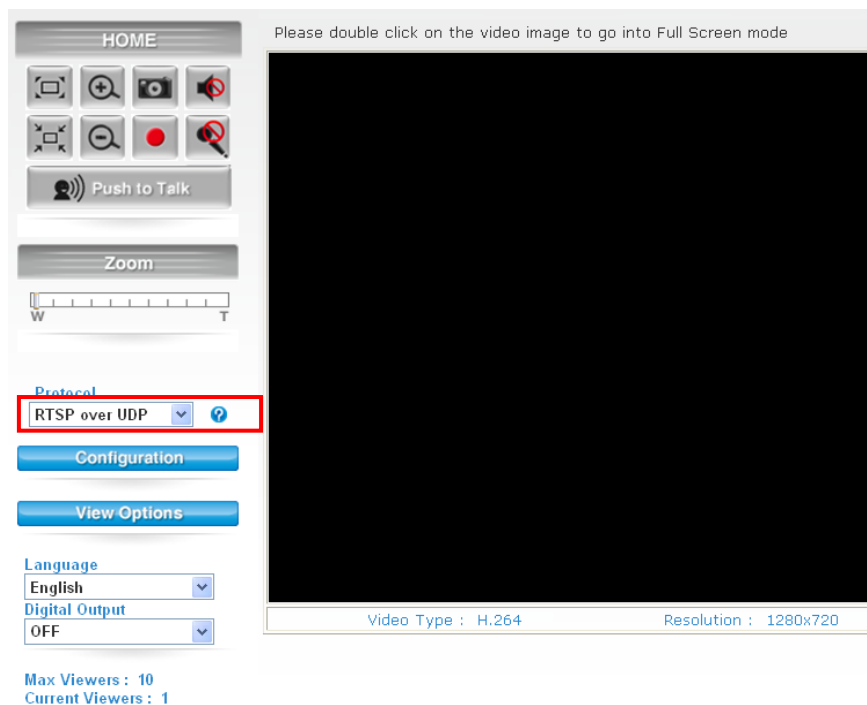 HOME
Please double click on the video image to go into Full Screen mode
Push to Talk
Zoom
W T
Protocol
RTSP over UDP
Configuration
View Options
Language
English
Digital Output
OFF
Video Type : H.264 Resolution : 1280x720
Max Viewers : 10
Current Viewers : 1